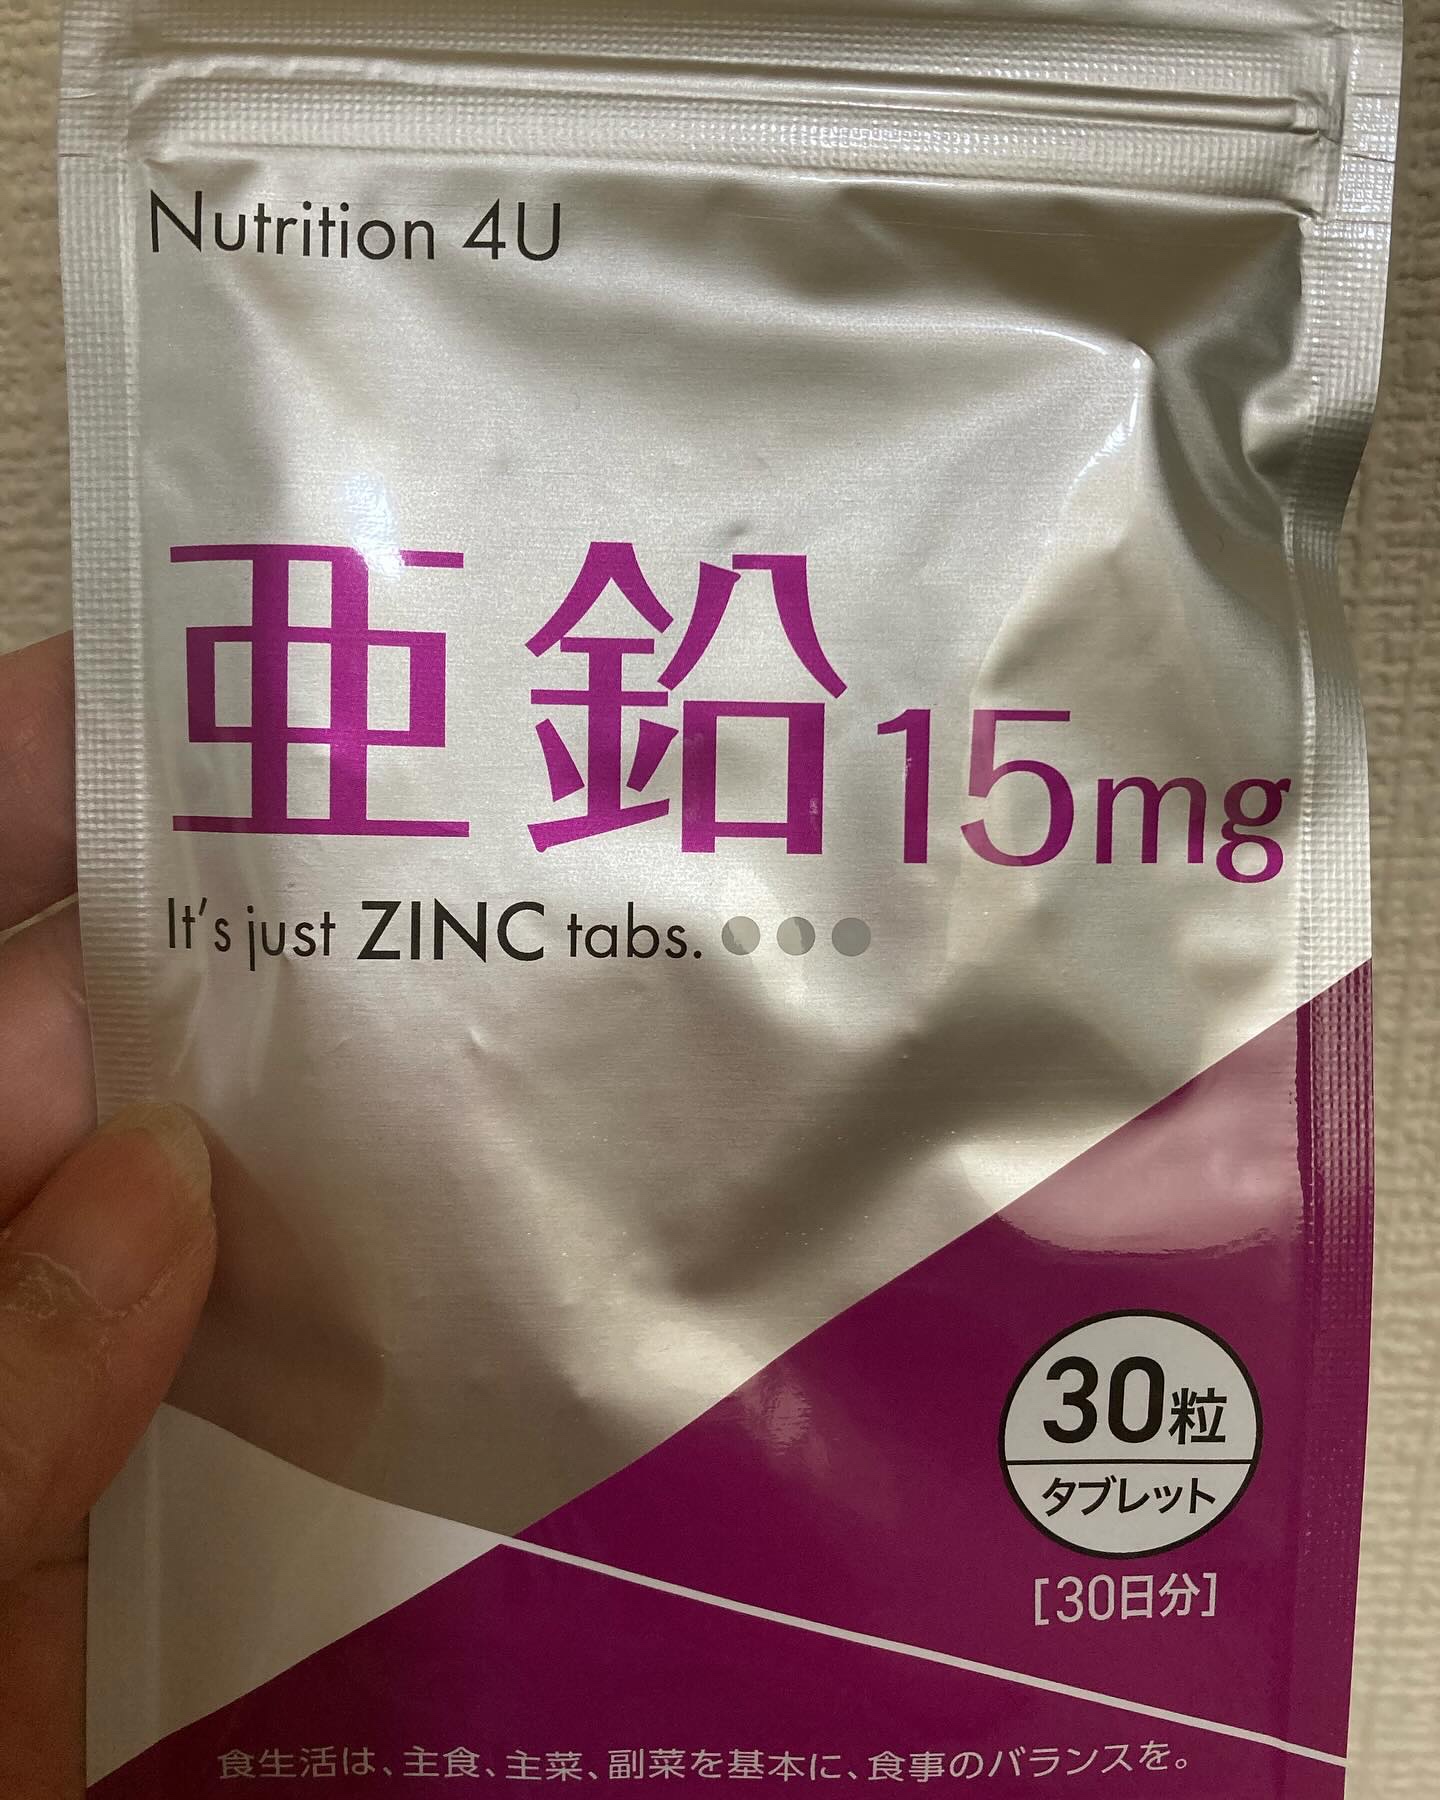 Nutrition 4U
亜鉛15mg
It's just ZINC tabs.
30粒
タブレット
[30日分]
食生活は、主食、主菜、副菜を基本に、食事のバランスを。